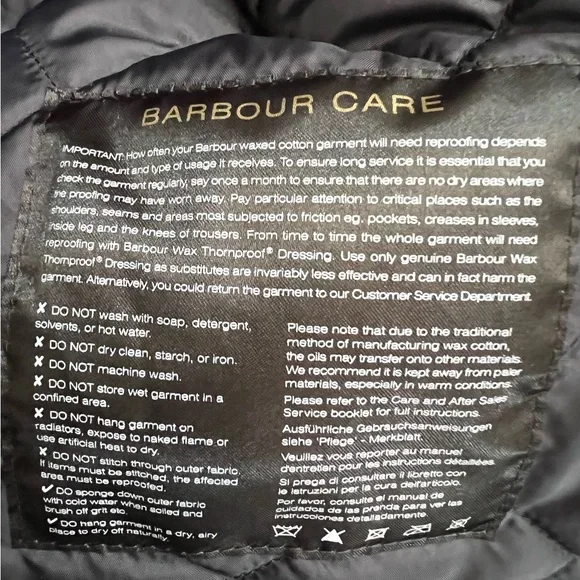 BARBOUR CARE
IMPORTANT: How often your Barbour waxed cotton garment will need reproofing depends
on the amount and type of usage it receives. To ensure long service it is essential that you
check the garment regularly, say once a month to ensure that there are no dry areas where
the proofing may have worn away. Pay particular attention to critical places such as the
shoulders, seams and areas most subjected to friction eg. pockets, creases in sleeves,
inside leg and the knees of trousers. From time to time the whole garment will need
reproofing with Barbour Wax Thornproof® Dressing. Use only genuine Barbour Wax
Thornproof® Dressing as substitutes are invariably less effective and can in fact harm the
garment. Alternatively, you could return the garment to our Customer Service Department.
✗ DO NOT wash with soap, detergent,
solvents, or hot water.
✗ DO NOT dry clean, starch, or iron.
✗ DO NOT machine wash.
✗ DO NOT store wet garment in a
confined area.
✗ DO NOT hang garment on
radiators, expose to naked flame or
use artificial heat to dry.
✗ DO NOT stitch through outer fabric.
If items must be stitched, the affected
area must be reproofed.
✓ DO sponge down outer fabric
with cold water when soiled and
brush off grit etc.
✓ DO hang garment in a dry, airy
place to dry off naturally.
Please note that due to the traditional
method of manufacturing wax cotton,
the oils may transfer onto other materials.
We recommend it is kept away from paler
materials, especially in warm conditions.
Please refer to the Care and After Sales
Service booklet for full instructions.
Ausführliche Gebrauchsanweisungen
siehe 'Pflege' - Merkblatt.
Veuillez vous reporter au manuel
d'entretien pour les instructions détaillées.
Si prega di consultare il libretto con
le istruzioni per la cura dell'articolo.
Por favor, consulte el manual de
cuidados de las prenda para ver las
instrucciones detalladamente.